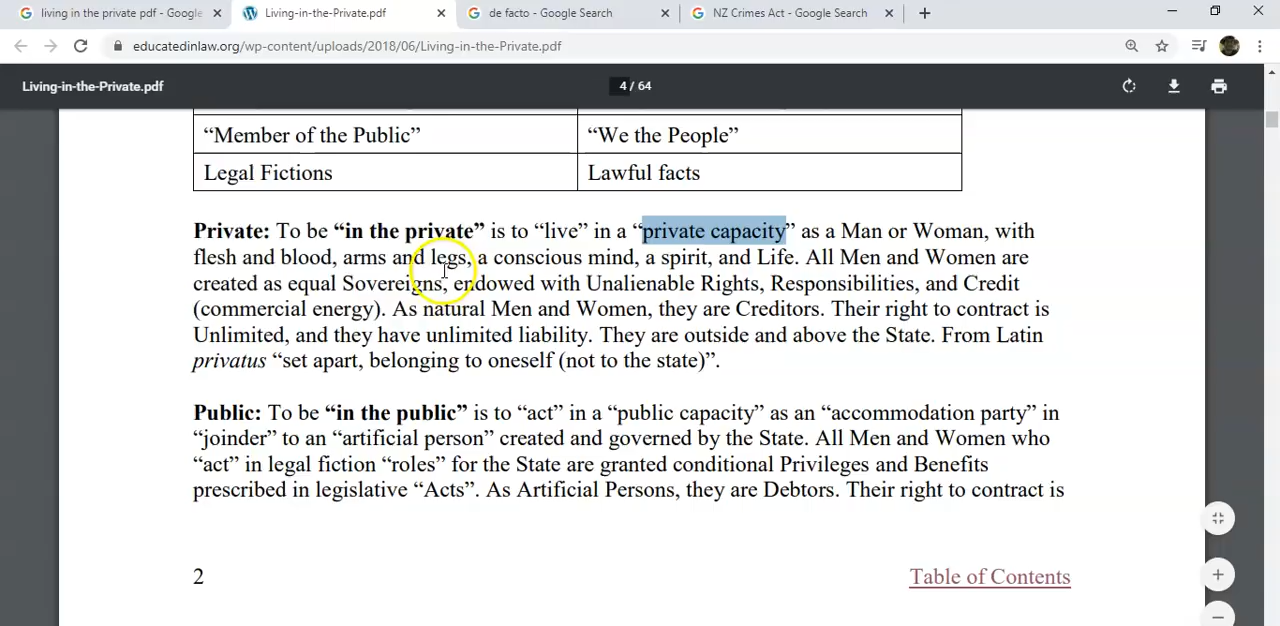 living in the private pdf - Google
Living-in-the-Private.pdf
de facto - Google Search
NZ Crimes Act - Google Search
educatedinlaw.org/wp-content/uploads/2018/06/Living-in-the-Private.pdf
Living-in-the-Private.pdf
4 / 64
“Member of the Public” “We the People”
Legal Fictions Lawful facts
Private: To be “in the private” is to “live” in a “private capacity” as a Man or Woman, with
flesh and blood, arms and legs, a conscious mind, a spirit, and Life. All Men and Women are
created as equal Sovereigns, endowed with Unalienable Rights, Responsibilities, and Credit
(commercial energy). As natural Men and Women, they are Creditors. Their right to contract is
Unlimited, and they have unlimited liability. They are outside and above the State. From Latin
privatus “set apart, belonging to oneself (not to the state)”.
Public: To be “in the public” is to “act” in a “public capacity” as an “accommodation party” in
“joinder” to an “artificial person” created and governed by the State. All Men and Women who
“act” in legal fiction “roles” for the State are granted conditional Privileges and Benefits
prescribed in legislative “Acts”. As Artificial Persons, they are Debtors. Their right to contract is
2
Table of Contents